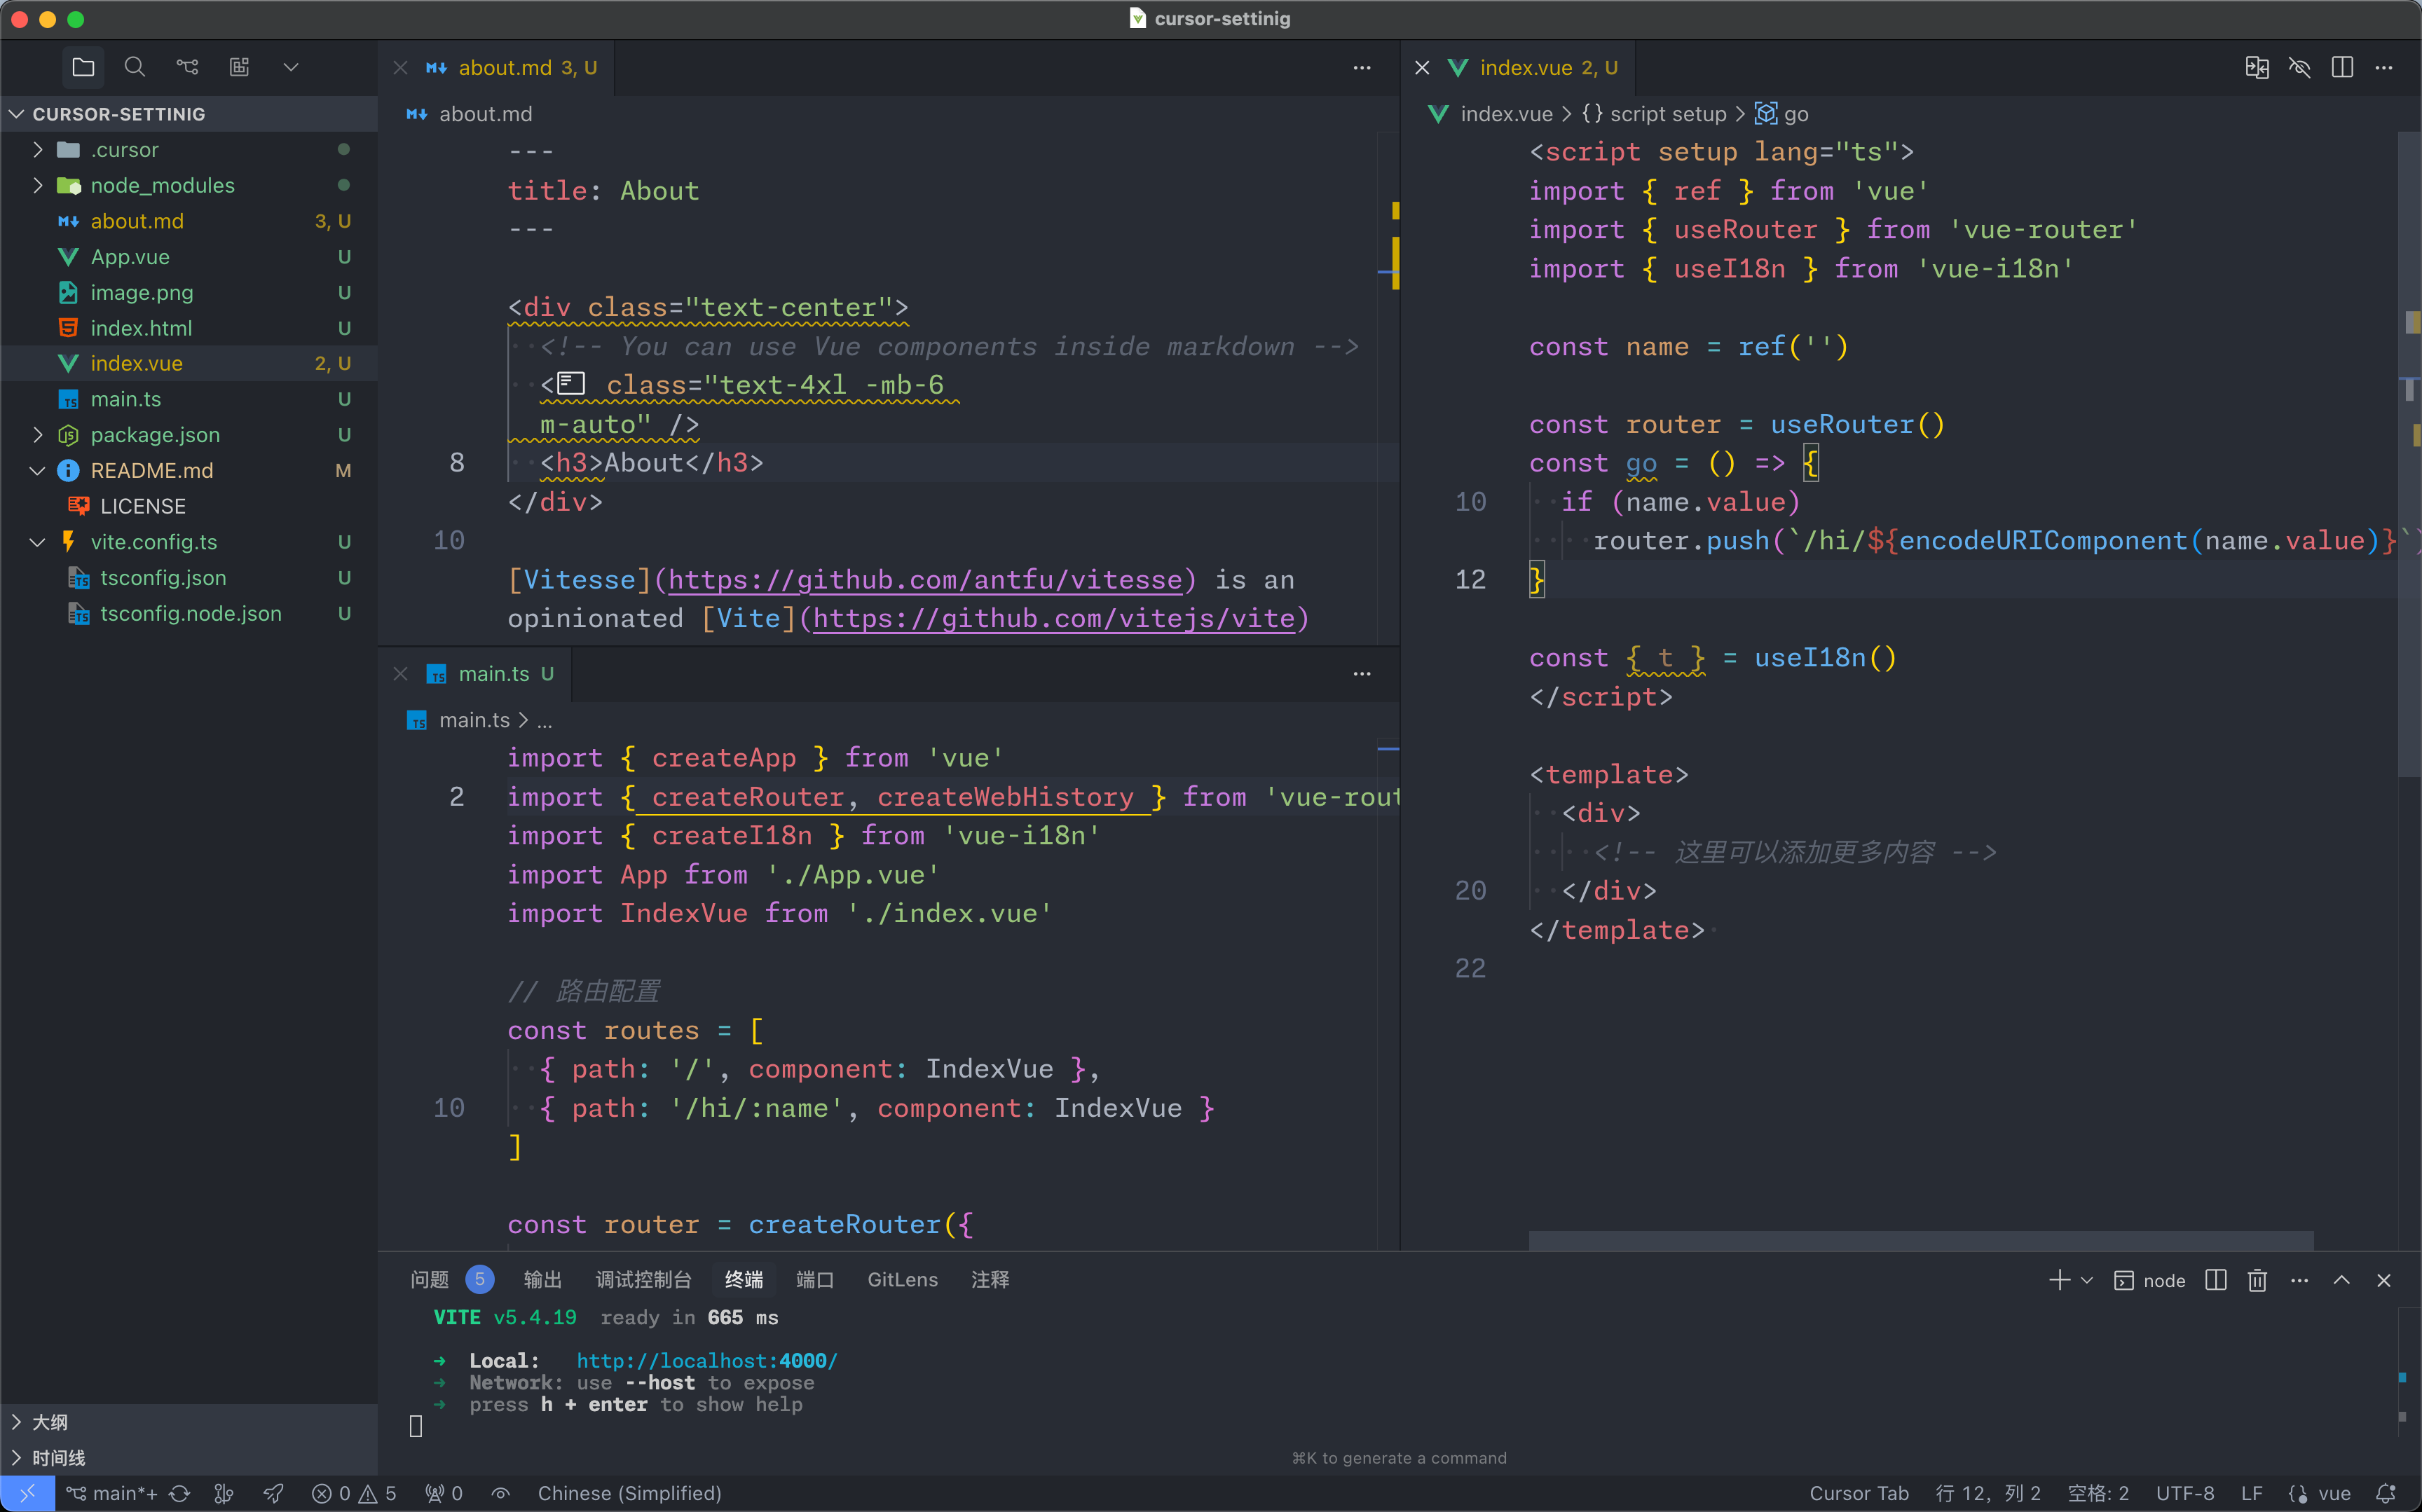 cursor-settinig
CURSOR-SETTINIG
.cursor
node_modules
about.md 3, U
App.vue U
image.png U
index.html U
index.vue 2, U
main.ts U
package.json U
README.md M
LICENSE
vite.config.ts U
tsconfig.json U
tsconfig.node.json U
大纲
时间线
about.md 3, U
about.md
---
title: About
---
<div class="text-center">
<!-- You can use Vue components inside markdown -->
< class="text-4xl -mb-6
m-auto" />
8 <h3>About</h3>
</div>
10
[Vitesse](https://github.com/antfu/vitesse) is an
opinionated [Vite](https://github.com/vitejs/vite)
main.ts U
main.ts > ...
import { createApp } from 'vue'
2 import { createRouter, createWebHistory } from 'vue-rout
import { createI18n } from 'vue-i18n'
import App from './App.vue'
import IndexVue from './index.vue'
// 路由配置
const routes = [
{ path: '/', component: IndexVue },
10 { path: '/hi/:name', component: IndexVue }
]
const router = createRouter({
index.vue 2, U
index.vue > {} script setup > go
<script setup lang="ts">
import { ref } from 'vue'
import { useRouter } from 'vue-router'
import { useI18n } from 'vue-i18n'
const name = ref('')
const router = useRouter()
const go = () => {
10 if (name.value)
router.push(`/hi/${encodeURIComponent(name.value)}`)
12 }
const { t } = useI18n()
</script>
<template>
<div>
<!-- 这里可以添加更多内容 -->
20 </div>
</template>
22
问题 5 输出 调试控制台 终端 端口 GitLens 注释
node
VITE v5.4.19 ready in 665 ms
➜ Local: http://localhost:4000/
➜ Network: use --host to expose
➜ press h + enter to show help
⌘K to generate a command
main*+ 0 5 0 Chinese (Simplified) Cursor Tab 行 12, 列 2 空格: 2 UTF-8 LF {} vue